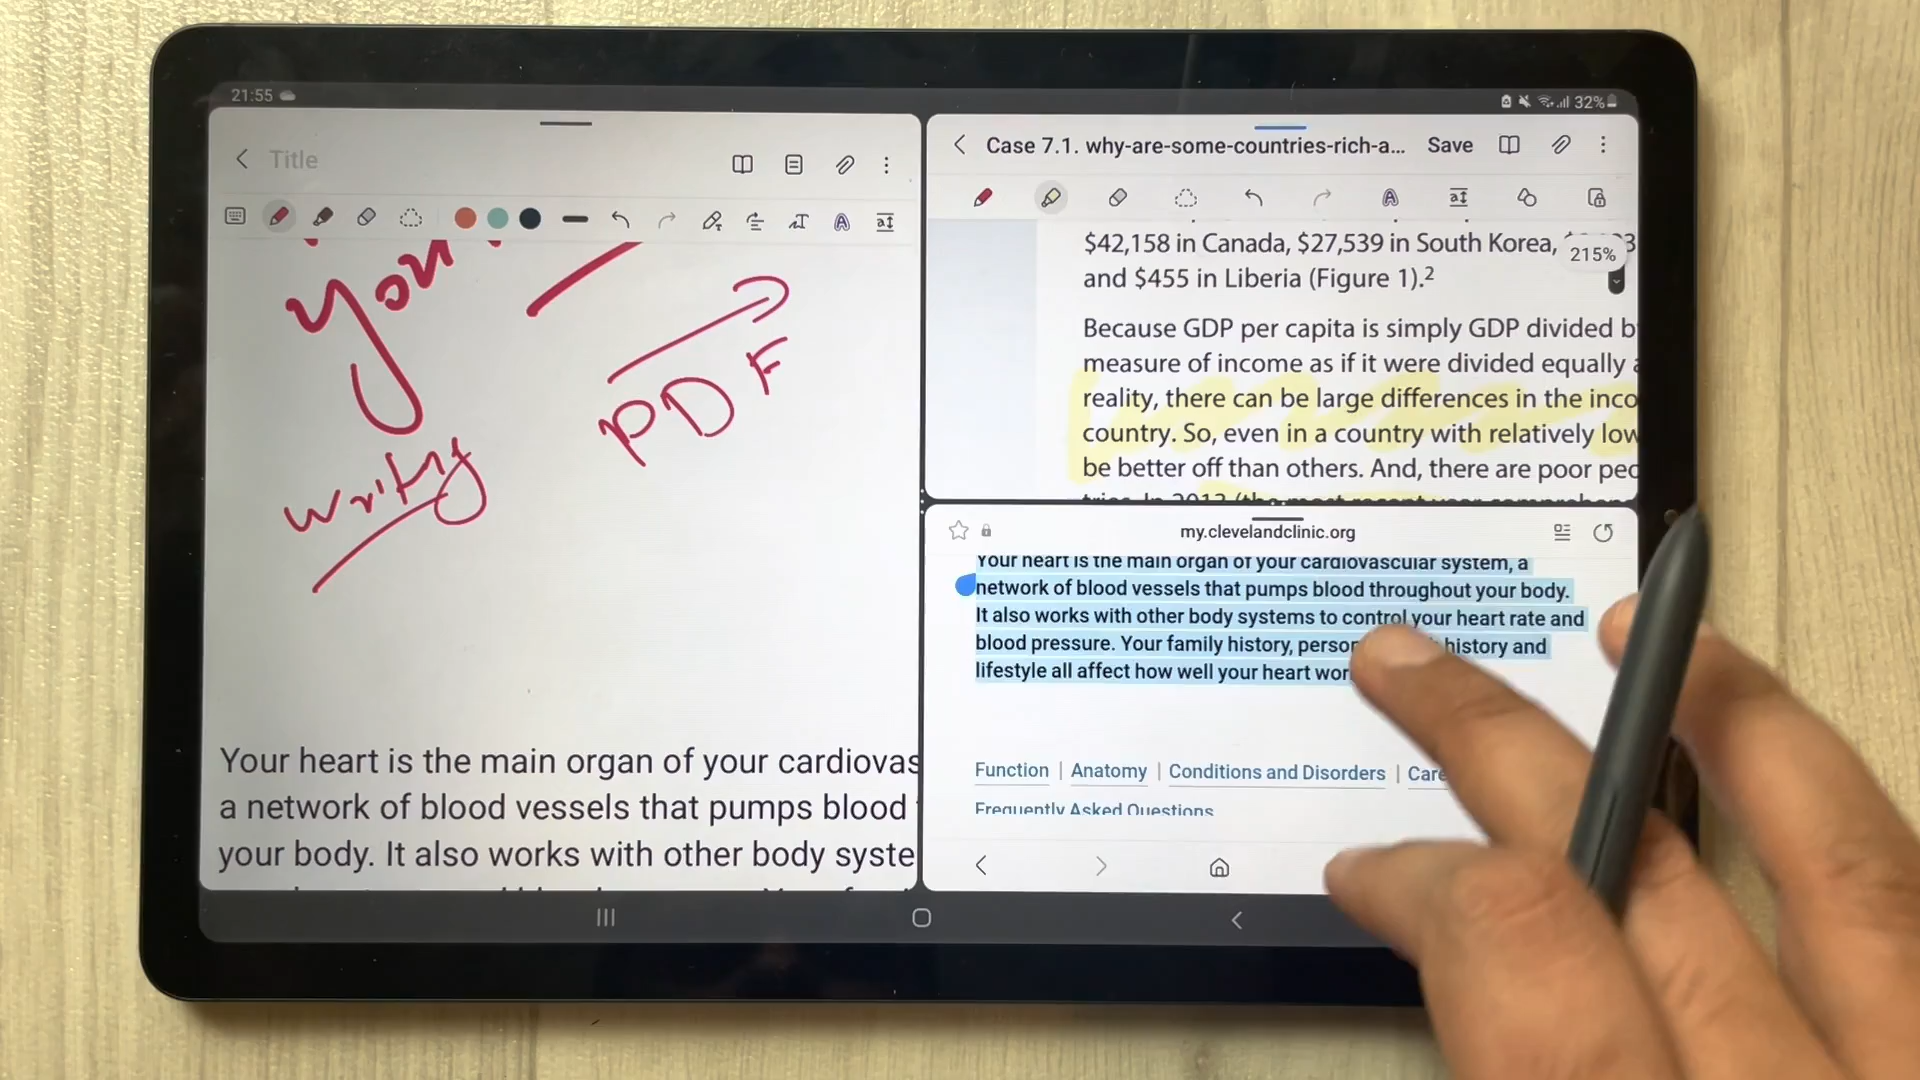 21:55
32%
Title
You
PDF
writing
Your heart is the main organ of your cardiovas
a network of blood vessels that pumps blood
your body. It also works with other body syste
Case 7.1. why-are-some-countries-rich-a...
Save
$42,158 in Canada, $27,539 in South Korea,
215%
and $455 in Liberia (Figure 1).2
Because GDP per capita is simply GDP divided b
measure of income as if it were divided equally a
reality, there can be large differences in the inco
country. So, even in a country with relatively low
be better off than others. And, there are poor peo
my.clevelandclinic.org
Your heart is the main organ of your cardiovascular system, a
network of blood vessels that pumps blood throughout your body.
It also works with other body systems to control your heart rate and
blood pressure. Your family history, person history and
lifestyle all affect how well your heart wor
Function | Anatomy | Conditions and Disorders | Care
Frequently Asked Questions